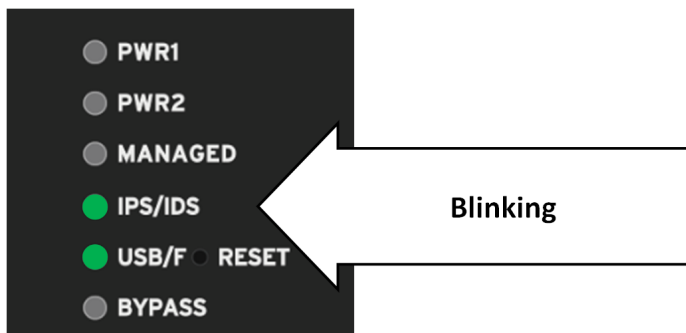 PWR1
PWR2
MANAGED
IPS/IDS
Blinking
USB/F RESET
BYPASS